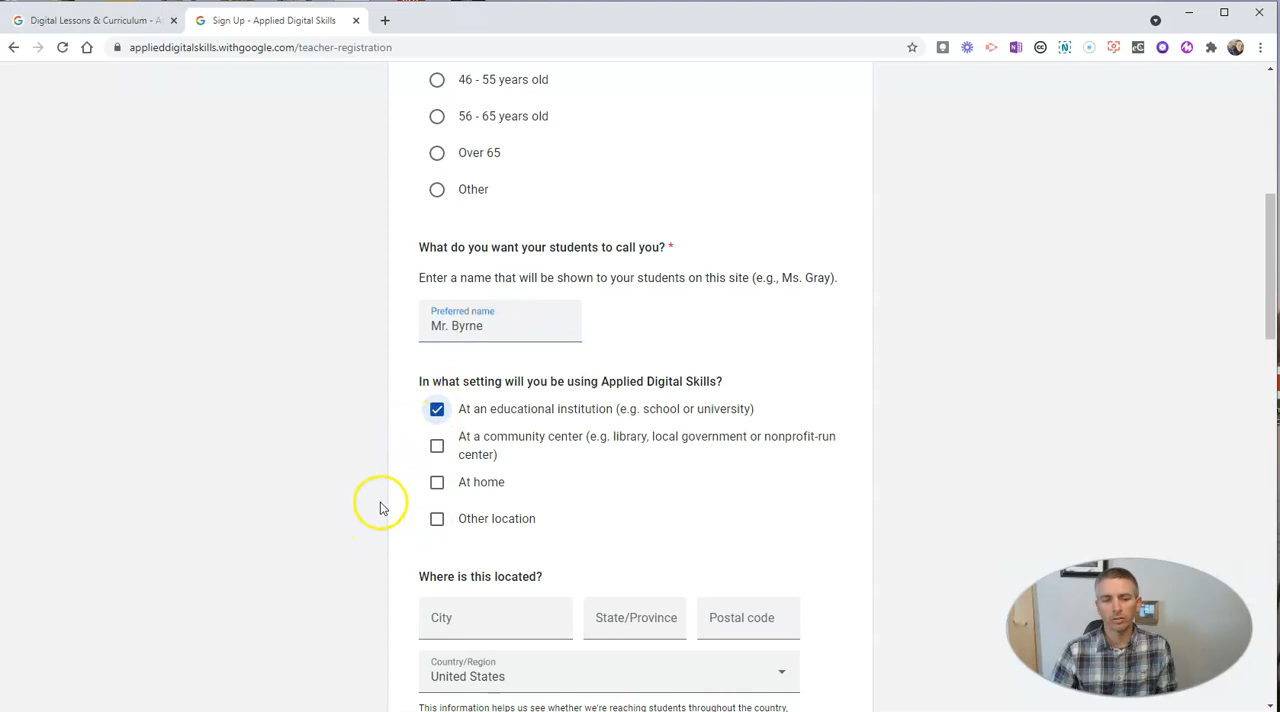 Digital Lessons & Curriculum - A
Sign Up - Applied Digital Skills
applieddigitalskills.withgoogle.com/teacher-registration
46 - 55 years old
56 - 65 years old
Over 65
Other
What do you want your students to call you? *
Enter a name that will be shown to your students on this site (e.g., Ms. Gray).
Preferred name
Mr. Byrne
In what setting will you be using Applied Digital Skills?
At an educational institution (e.g. school or university)
At a community center (e.g. library, local government or nonprofit-run
center)
At home
Other location
Where is this located?
City
State/Province
Postal code
Country/Region
United States
This information helps us see whether we're reaching students throughout the country,